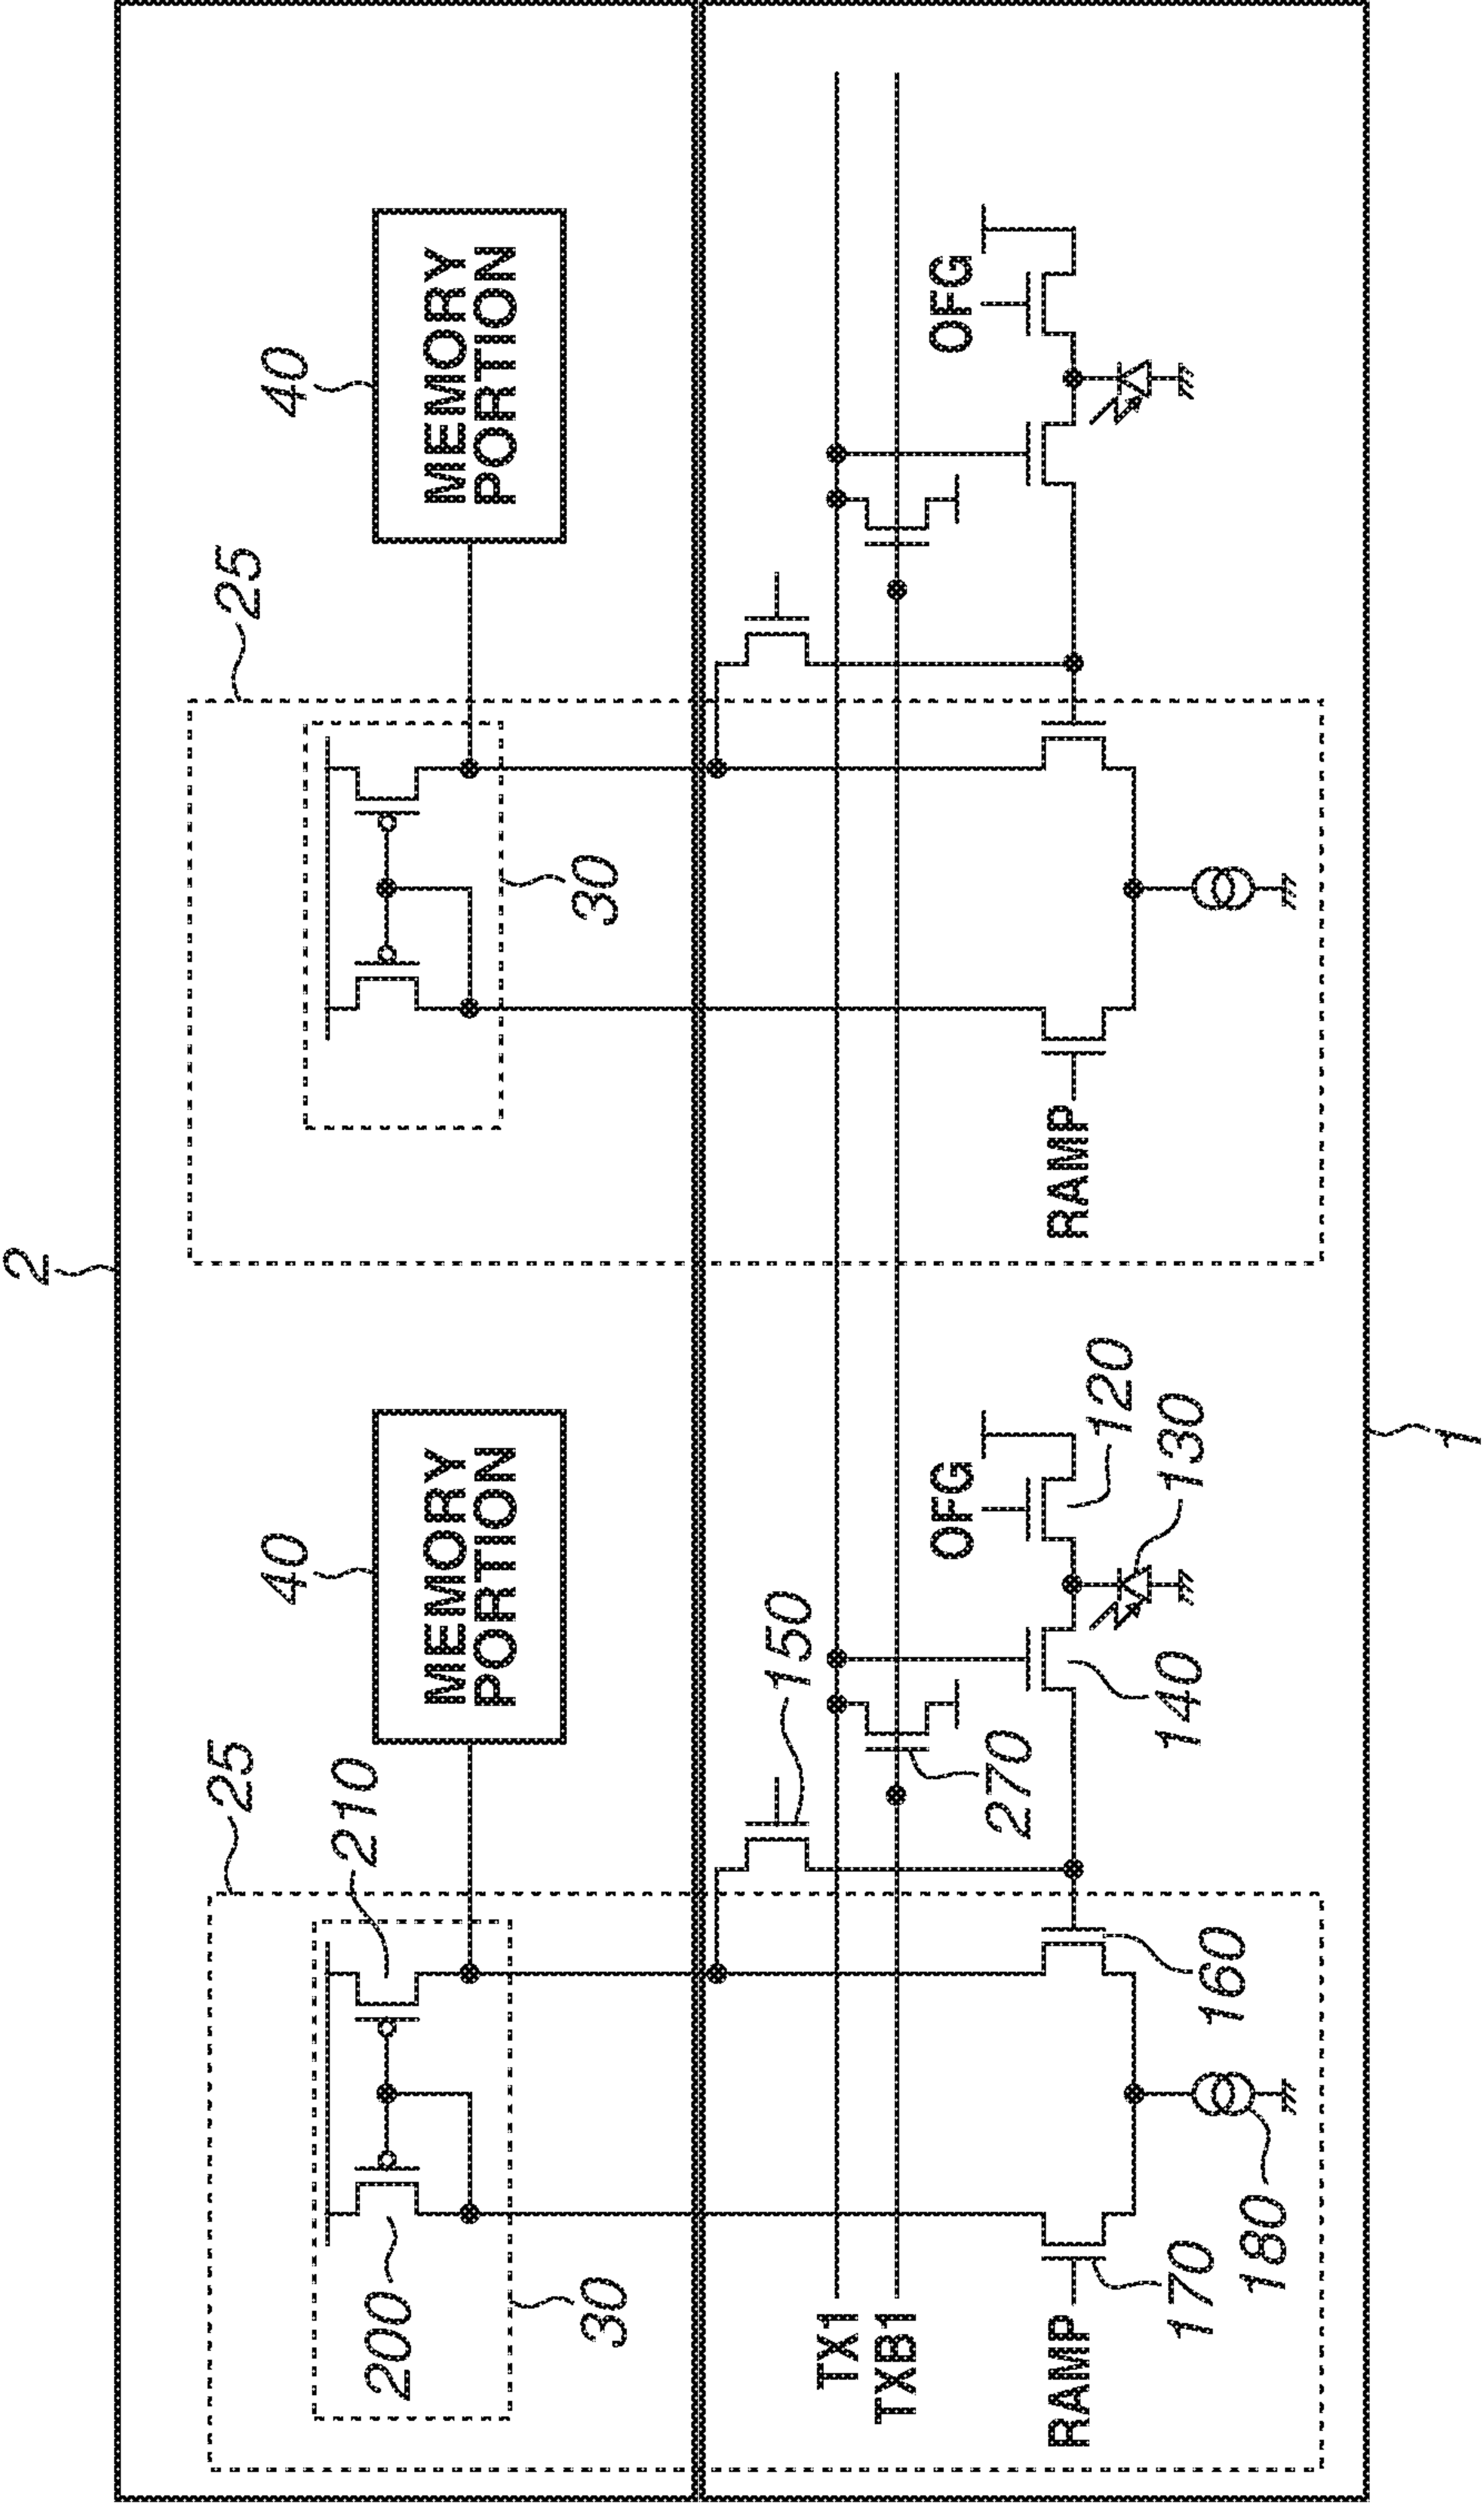 2
25
40
25
40
210
MEMORY
PORTION
MEMORY
PORTION
200
30
30
150
TX1
TXB1
270
OFG
OFG
RAMP
RAMP
120
140
130
170
160
180
1